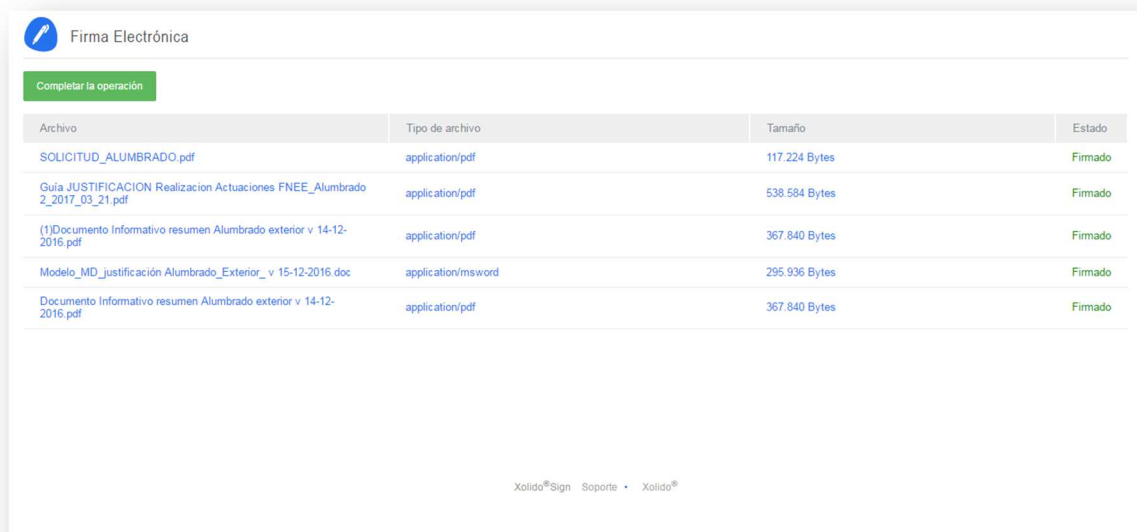 Firma Electrónica
Completar la operación
Archivo Tipo de archivo Tamaño Estado
SOLICITUD_ALUMBRADO.pdf application/pdf 117.224 Bytes Firmado
Guía JUSTIFICACION Realizacion Actuaciones FNEE_Alumbrado
2_2017_03_21.pdf application/pdf 538.584 Bytes Firmado
(1)Documento Informativo resumen Alumbrado exterior v 14-12-
2016.pdf application/pdf 367.840 Bytes Firmado
Modelo_MD_justificación Alumbrado_Exterior_ v 15-12-2016.doc application/msword 295.936 Bytes Firmado
Documento Informativo resumen Alumbrado exterior v 14-12-
2016.pdf application/pdf 367.840 Bytes Firmado
Xolido®Sign Soporte • Xolido®